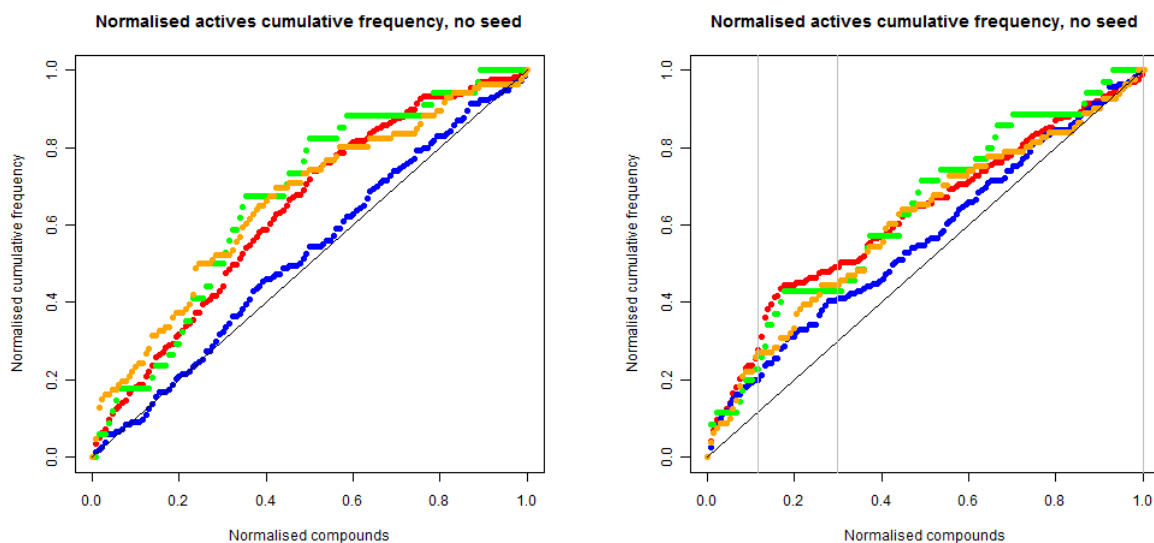 Normalised actives cumulative frequency, no seed
Normalised cumulative frequency
1.0
0.8
0.6
0.4
0.2
0.0
0.0 0.2 0.4 0.6 0.8 1.0
Normalised compounds
Normalised actives cumulative frequency, no seed
Normalised cumulative frequency
1.0
0.8
0.6
0.4
0.2
0.0
0.0 0.2 0.4 0.6 0.8 1.0
Normalised compounds